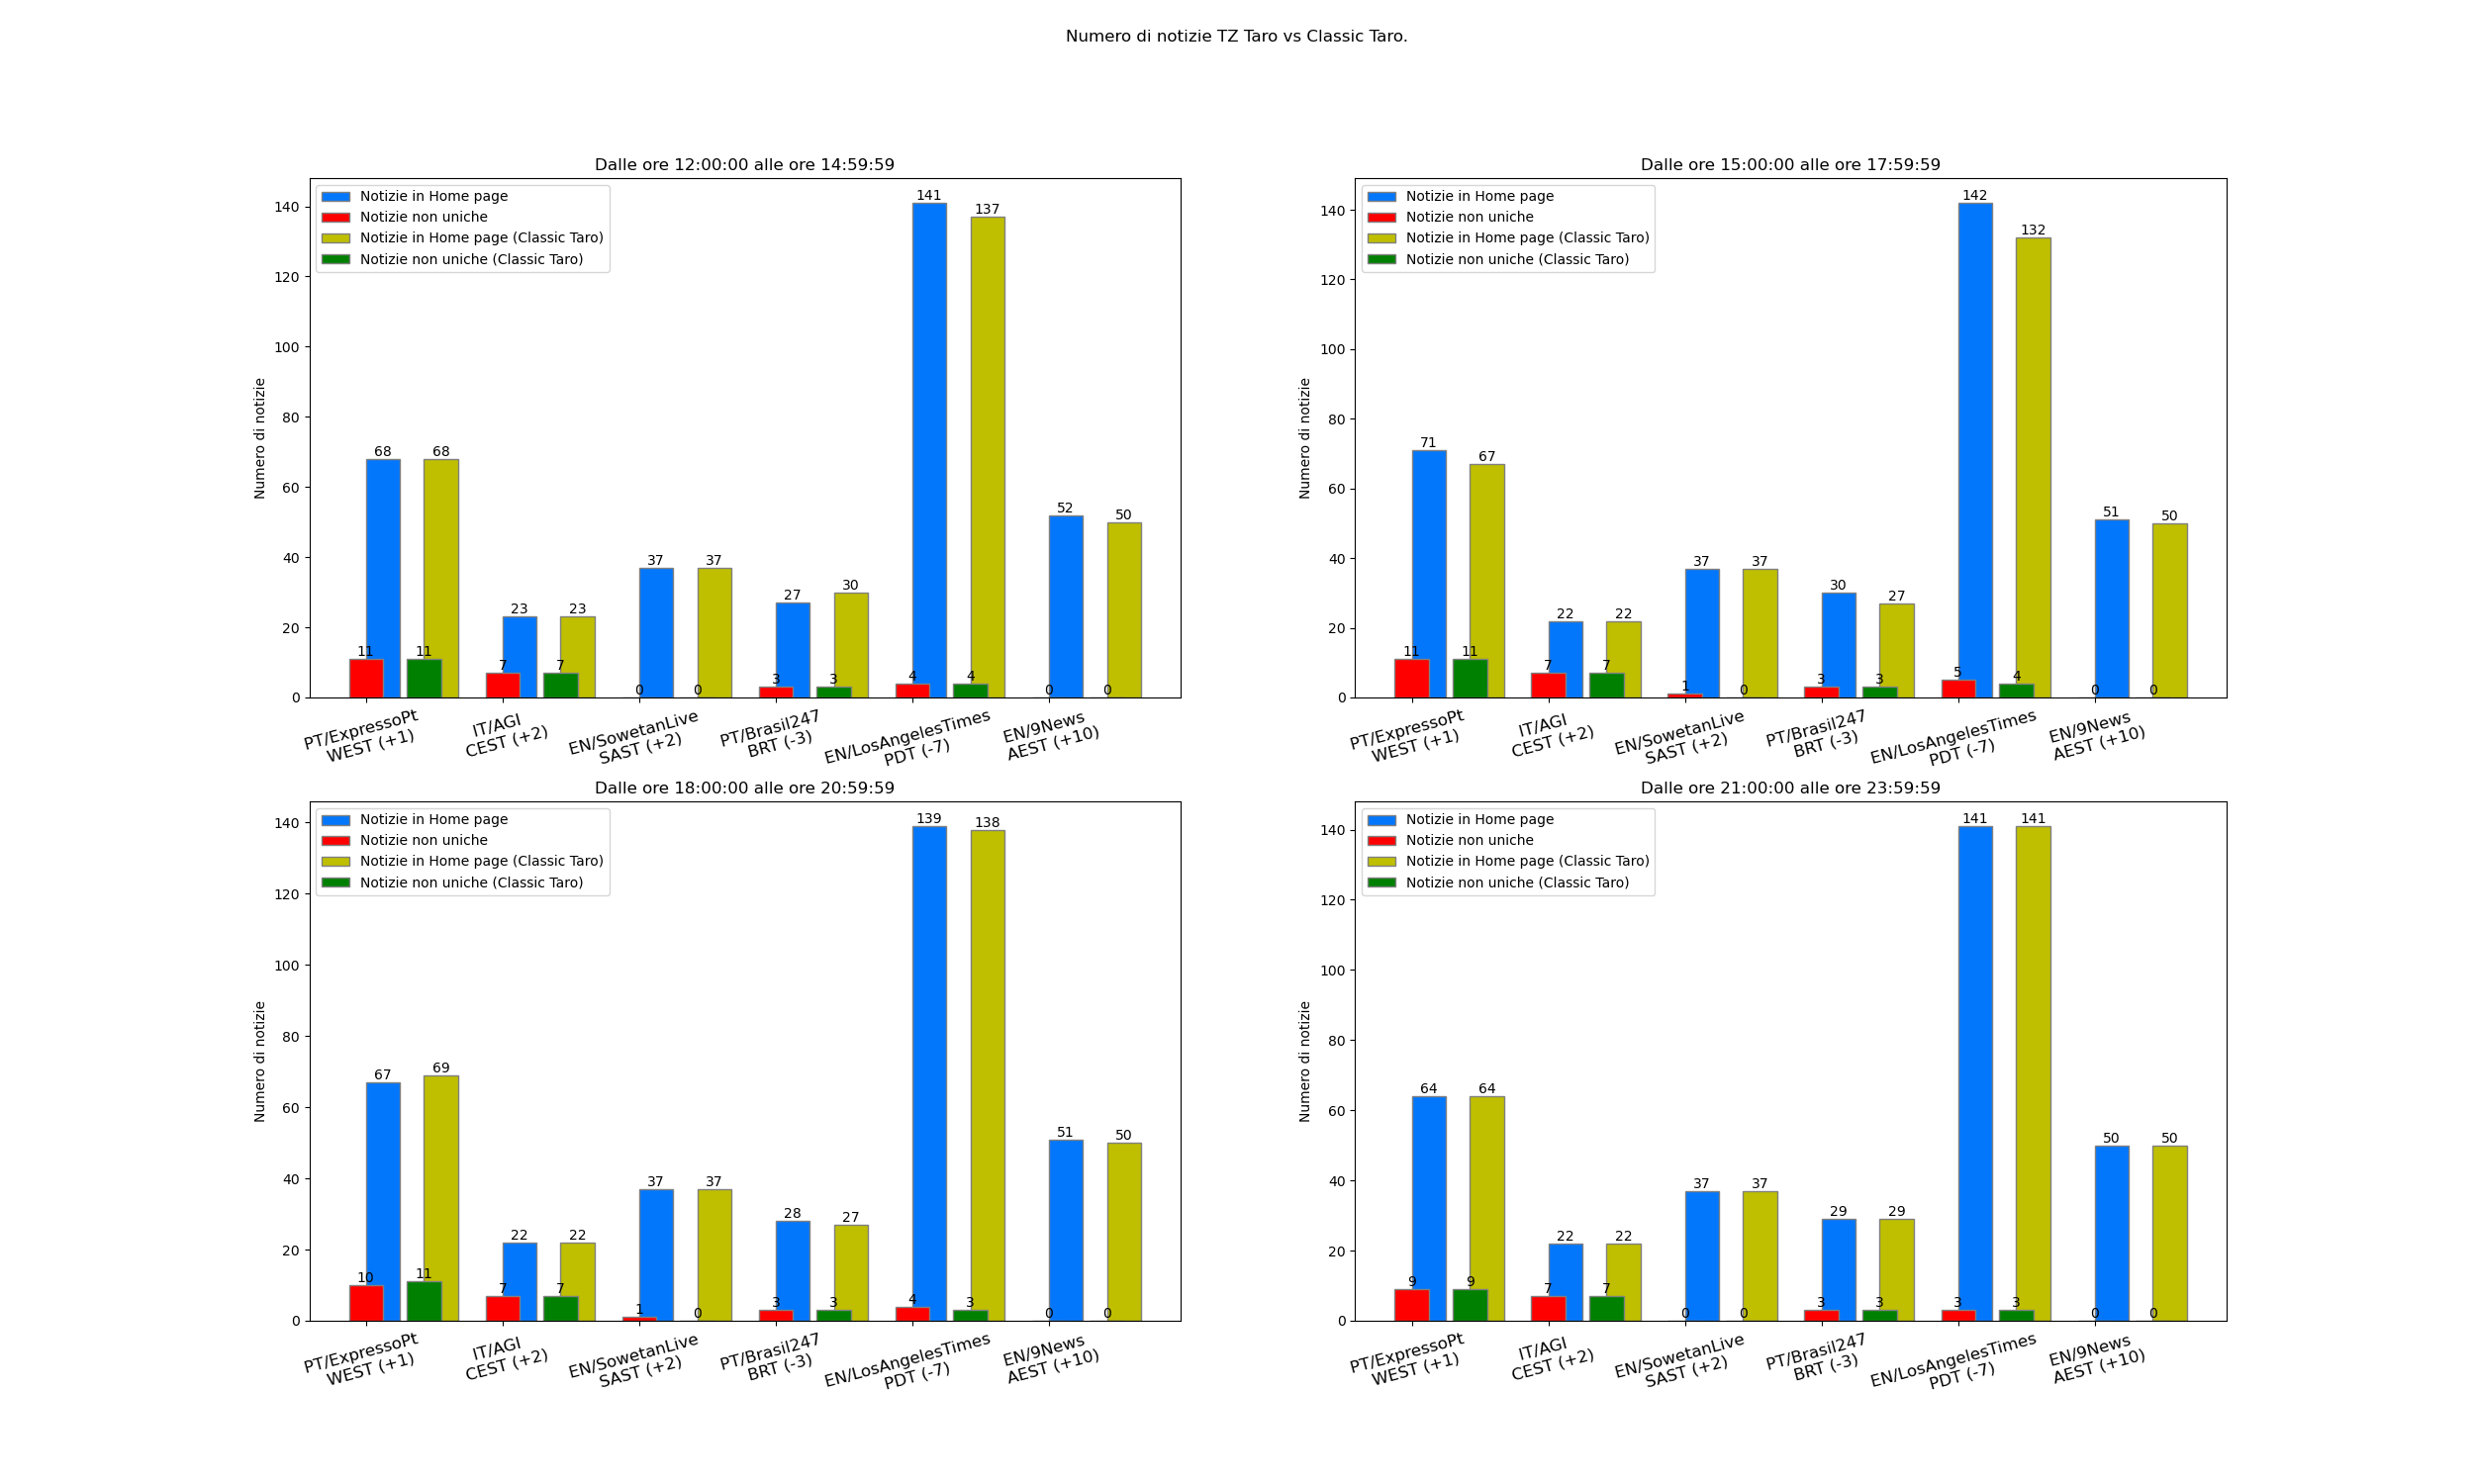 Numero di notizie TZ Taro vs Classic Taro.
Dalle ore 12:00:00 alle ore 14:59:59
Notizie in Home page
Notizie non uniche
Notizie in Home page (Classic Taro)
Notizie non uniche (Classic Taro)
Numero di notizie
140
120
100
80
60
40
20
0
68 68 23 23 37 37 27 30 141 137 52 50
11 11 7 7 0 0 3 3 4 4 0 0
PT/ExpressoPt
WEST (+1)
IT/AGI
CEST (+2)
EN/SowetanLive
SAST (+2)
PT/Brasil247
BRT (-3)
EN/LosAngelesTimes
PDT (-7)
EN/9News
AEST (+10)
Dalle ore 15:00:00 alle ore 17:59:59
Notizie in Home page
Notizie non uniche
Notizie in Home page (Classic Taro)
Notizie non uniche (Classic Taro)
Numero di notizie
140
120
100
80
60
40
20
0
71 67 22 22 37 37 30 27 142 132 51 50
11 11 7 7 1 0 3 3 5 4 0 0
PT/ExpressoPt
WEST (+1)
IT/AGI
CEST (+2)
EN/SowetanLive
SAST (+2)
PT/Brasil247
BRT (-3)
EN/LosAngelesTimes
PDT (-7)
EN/9News
AEST (+10)
Dalle ore 18:00:00 alle ore 20:59:59
Notizie in Home page
Notizie non uniche
Notizie in Home page (Classic Taro)
Notizie non uniche (Classic Taro)
Numero di notizie
140
120
100
80
60
40
20
0
67 69 22 22 37 37 28 27 139 138 51 50
10 11 7 7 1 0 3 3 4 3 0 0
PT/ExpressoPt
WEST (+1)
IT/AGI
CEST (+2)
EN/SowetanLive
SAST (+2)
PT/Brasil247
BRT (-3)
EN/LosAngelesTimes
PDT (-7)
EN/9News
AEST (+10)
Dalle ore 21:00:00 alle ore 23:59:59
Notizie in Home page
Notizie non uniche
Notizie in Home page (Classic Taro)
Notizie non uniche (Classic Taro)
Numero di notizie
140
120
100
80
60
40
20
0
64 64 22 22 37 37 29 29 141 141 50 50
9 9 7 7 0 0 3 3 3 3 0 0
PT/ExpressoPt
WEST (+1)
IT/AGI
CEST (+2)
EN/SowetanLive
SAST (+2)
PT/Brasil247
BRT (-3)
EN/LosAngelesTimes
PDT (-7)
EN/9News
AEST (+10)